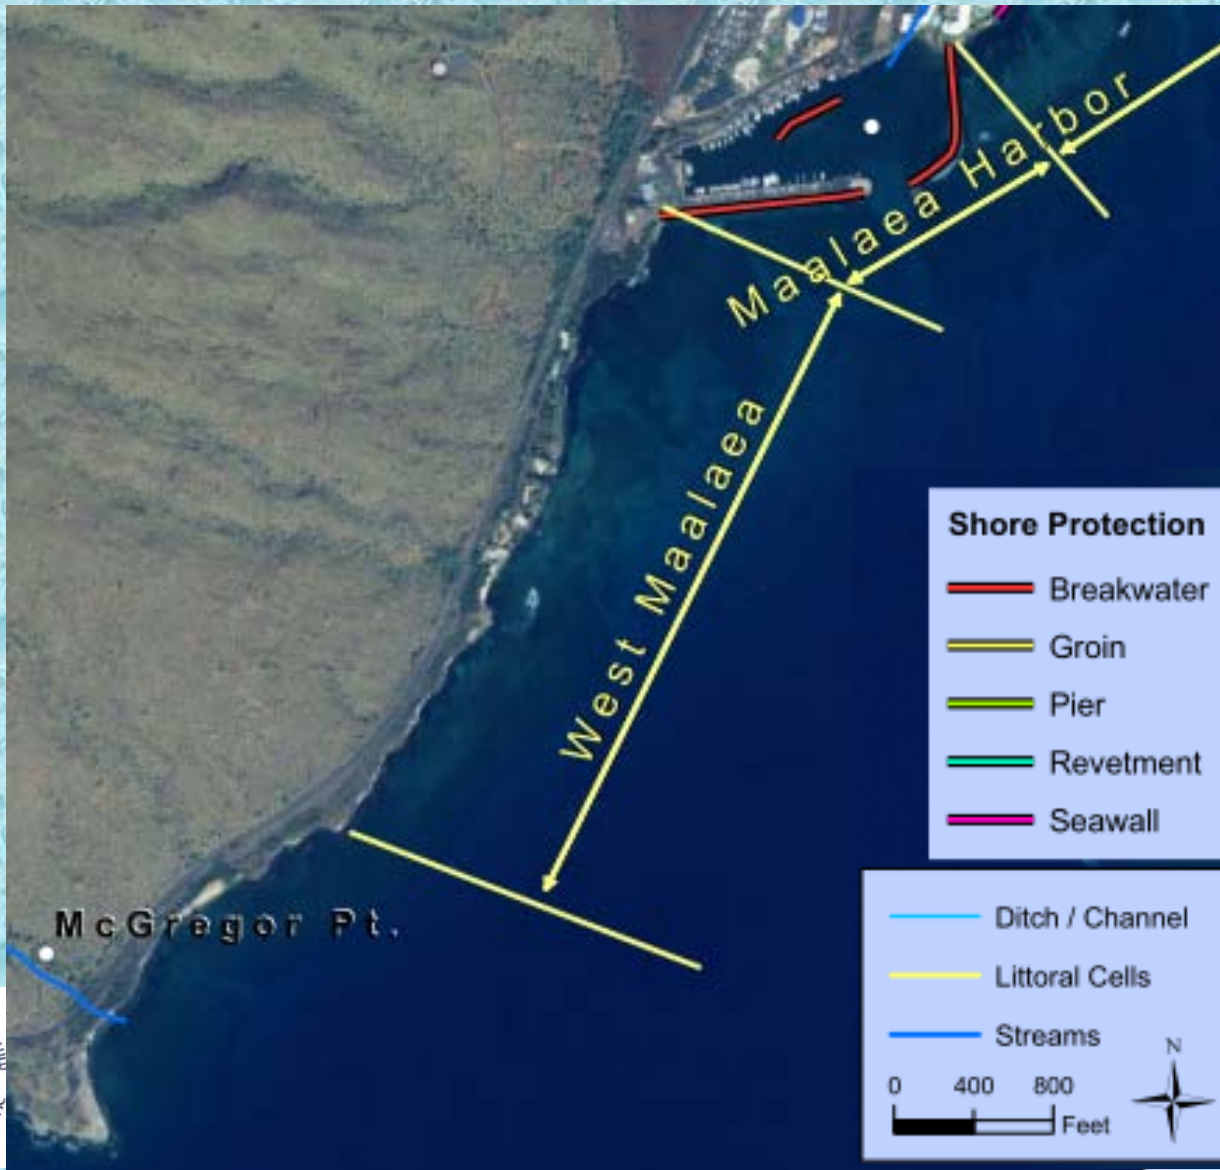 Maalaea Harbor
West Maalaea
McGregor Pt.
Shore Protection
Breakwater
Groin
Pier
Revetment
Seawall
Ditch / Channel
Littoral Cells
Streams
N
0 400 800
Feet